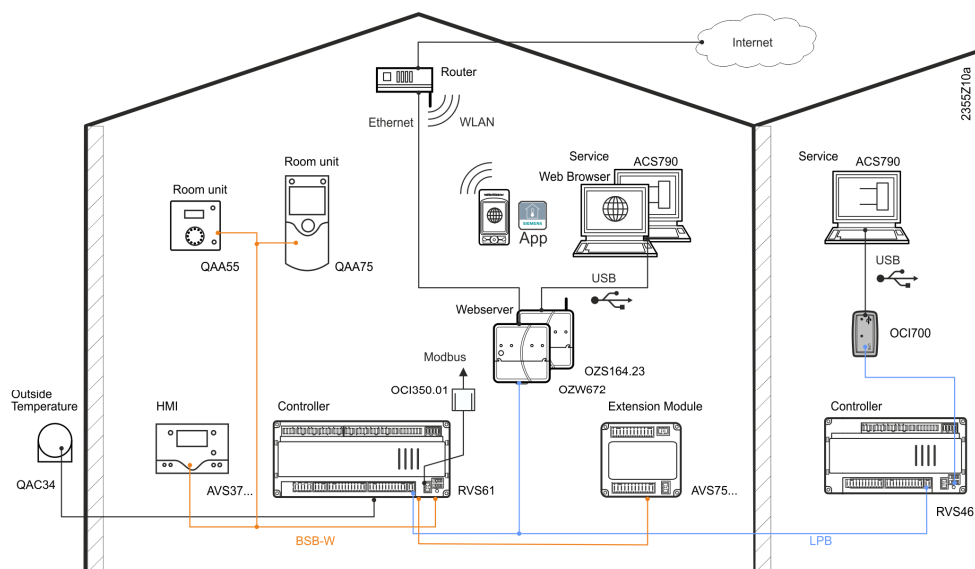 Internet
2355Z10a
Router
Ethernet
WLAN
Room unit
Room unit
Service
ACS790
Web Browser
Service
ACS790
SIEMENS
App
QAA55
QAA75
USB
USB
Webserver
OCI700
Modbus
OZS164.23
OCI350.01
OZW672
Outside
Temperature
HMI
Controller
Extension Module
Controller
QAC34
AVS37...
RVS61
AVS75...
RVS46
BSB-W
LPB